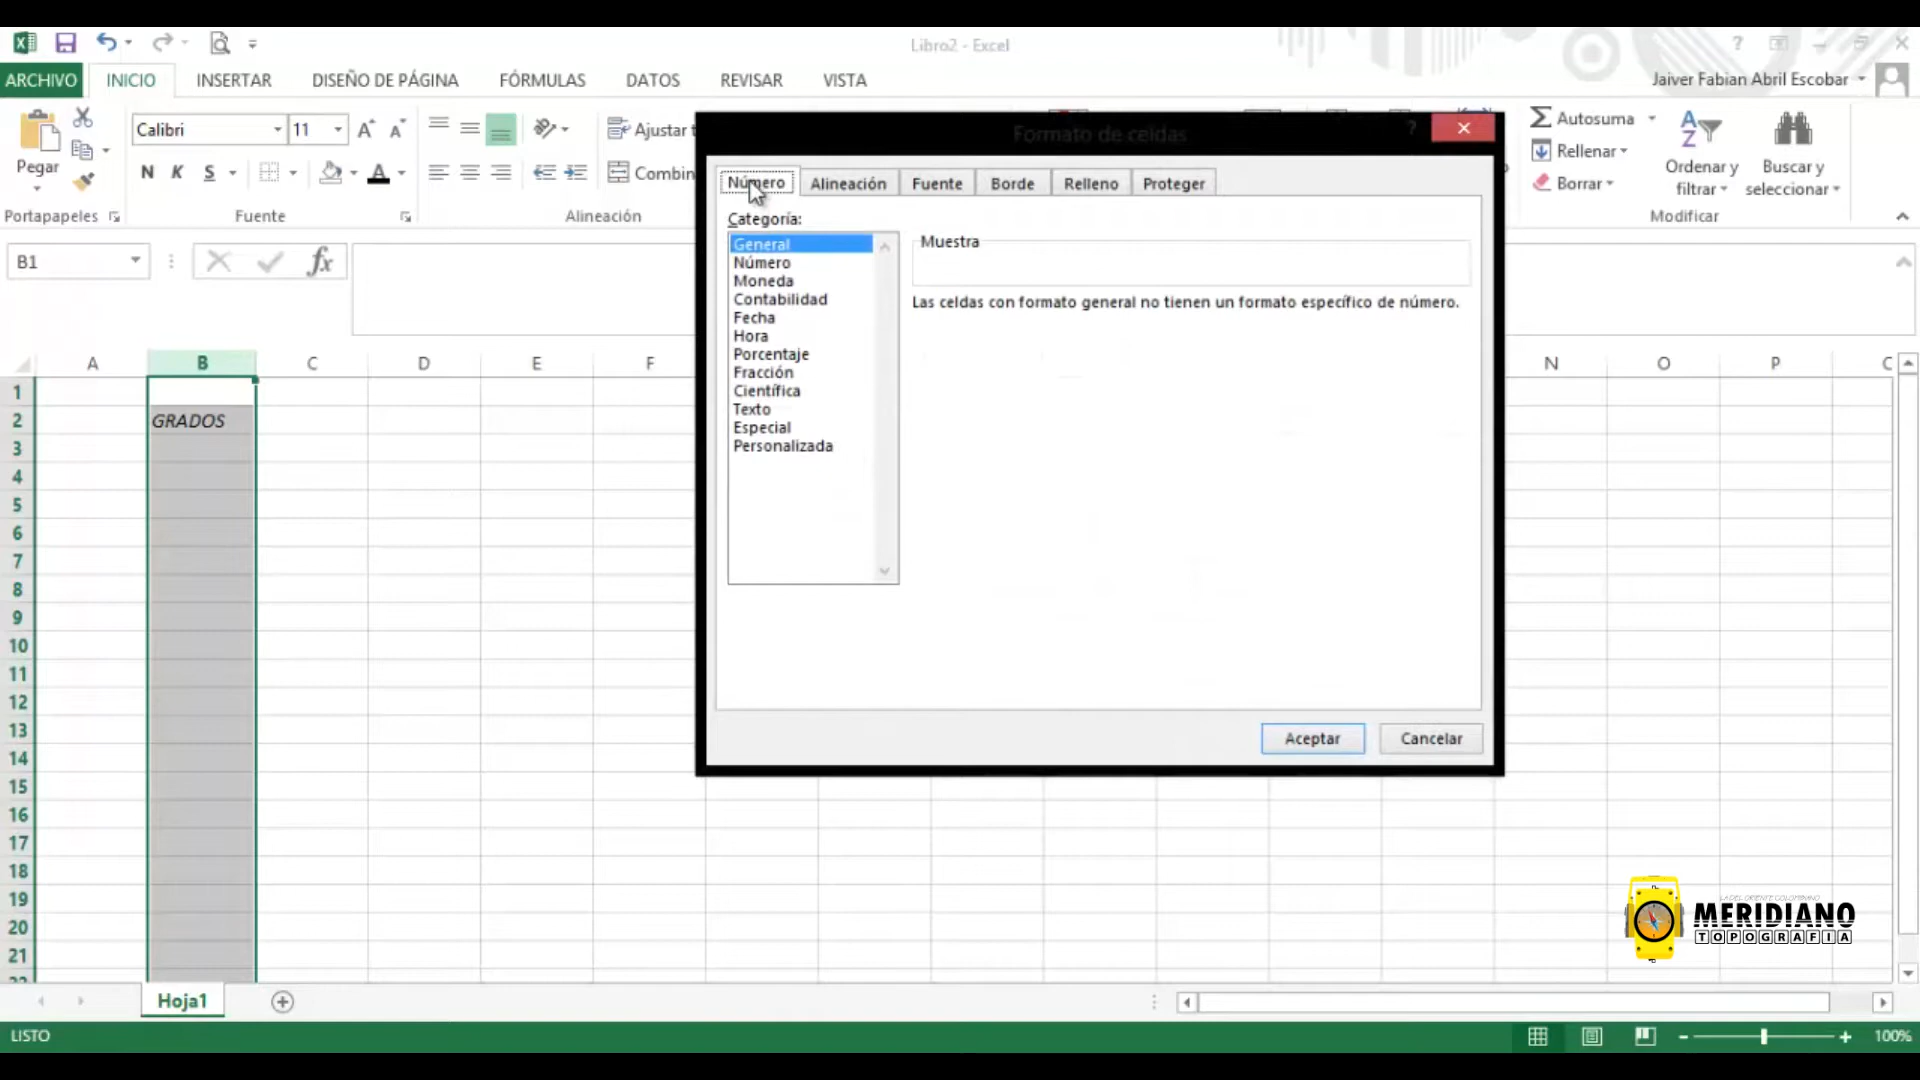 Libro2 - Excel
?
ARCHIVO INICIO INSERTAR DISEÑO DE PÁGINA FÓRMULAS DATOS REVISAR VISTA
Jaiver Fabian Abril Escobar
Pegar
Calibri 11
N K S
Ajustar t
Combin
Portapapeles Fuente Alineación
Autosuma
Rellenar
Borrar
Ordenar y
filtrar
Buscar y
seleccionar
Modificar
B1
fx
A B C D E F N O P
1
2
3
4
5
6
7
8
9
10
11
12
13
14
15
16
17
18
19
20
21
GRADOS
Formato de celdas
?
Número Alineación Fuente Borde Relleno Proteger
Categoría:
General
Número
Moneda
Contabilidad
Fecha
Hora
Porcentaje
Fracción
Científica
Texto
Especial
Personalizada
Muestra
Las celdas con formato general no tienen un formato específico de número.
Aceptar Cancelar
MERIDIANO
TOPOGRAFIA
Hoja1
LISTO
100%